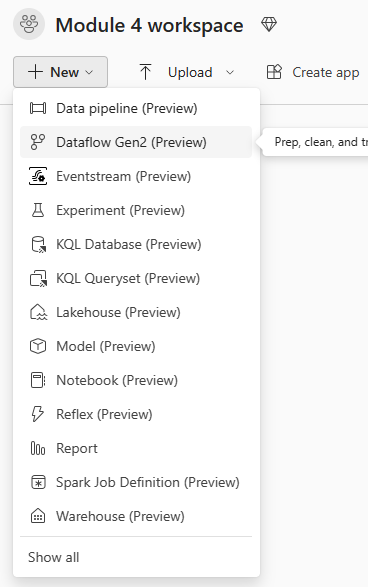 Module 4 workspace
New
Upload
Create app
Data pipeline (Preview)
Dataflow Gen2 (Preview)
Prep, clean, and
Eventstream (Preview)
Experiment (Preview)
KQL Database (Preview)
KQL Queryset (Preview)
Lakehouse (Preview)
Model (Preview)
Notebook (Preview)
Reflex (Preview)
Report
Spark Job Definition (Preview)
Warehouse (Preview)
Show all